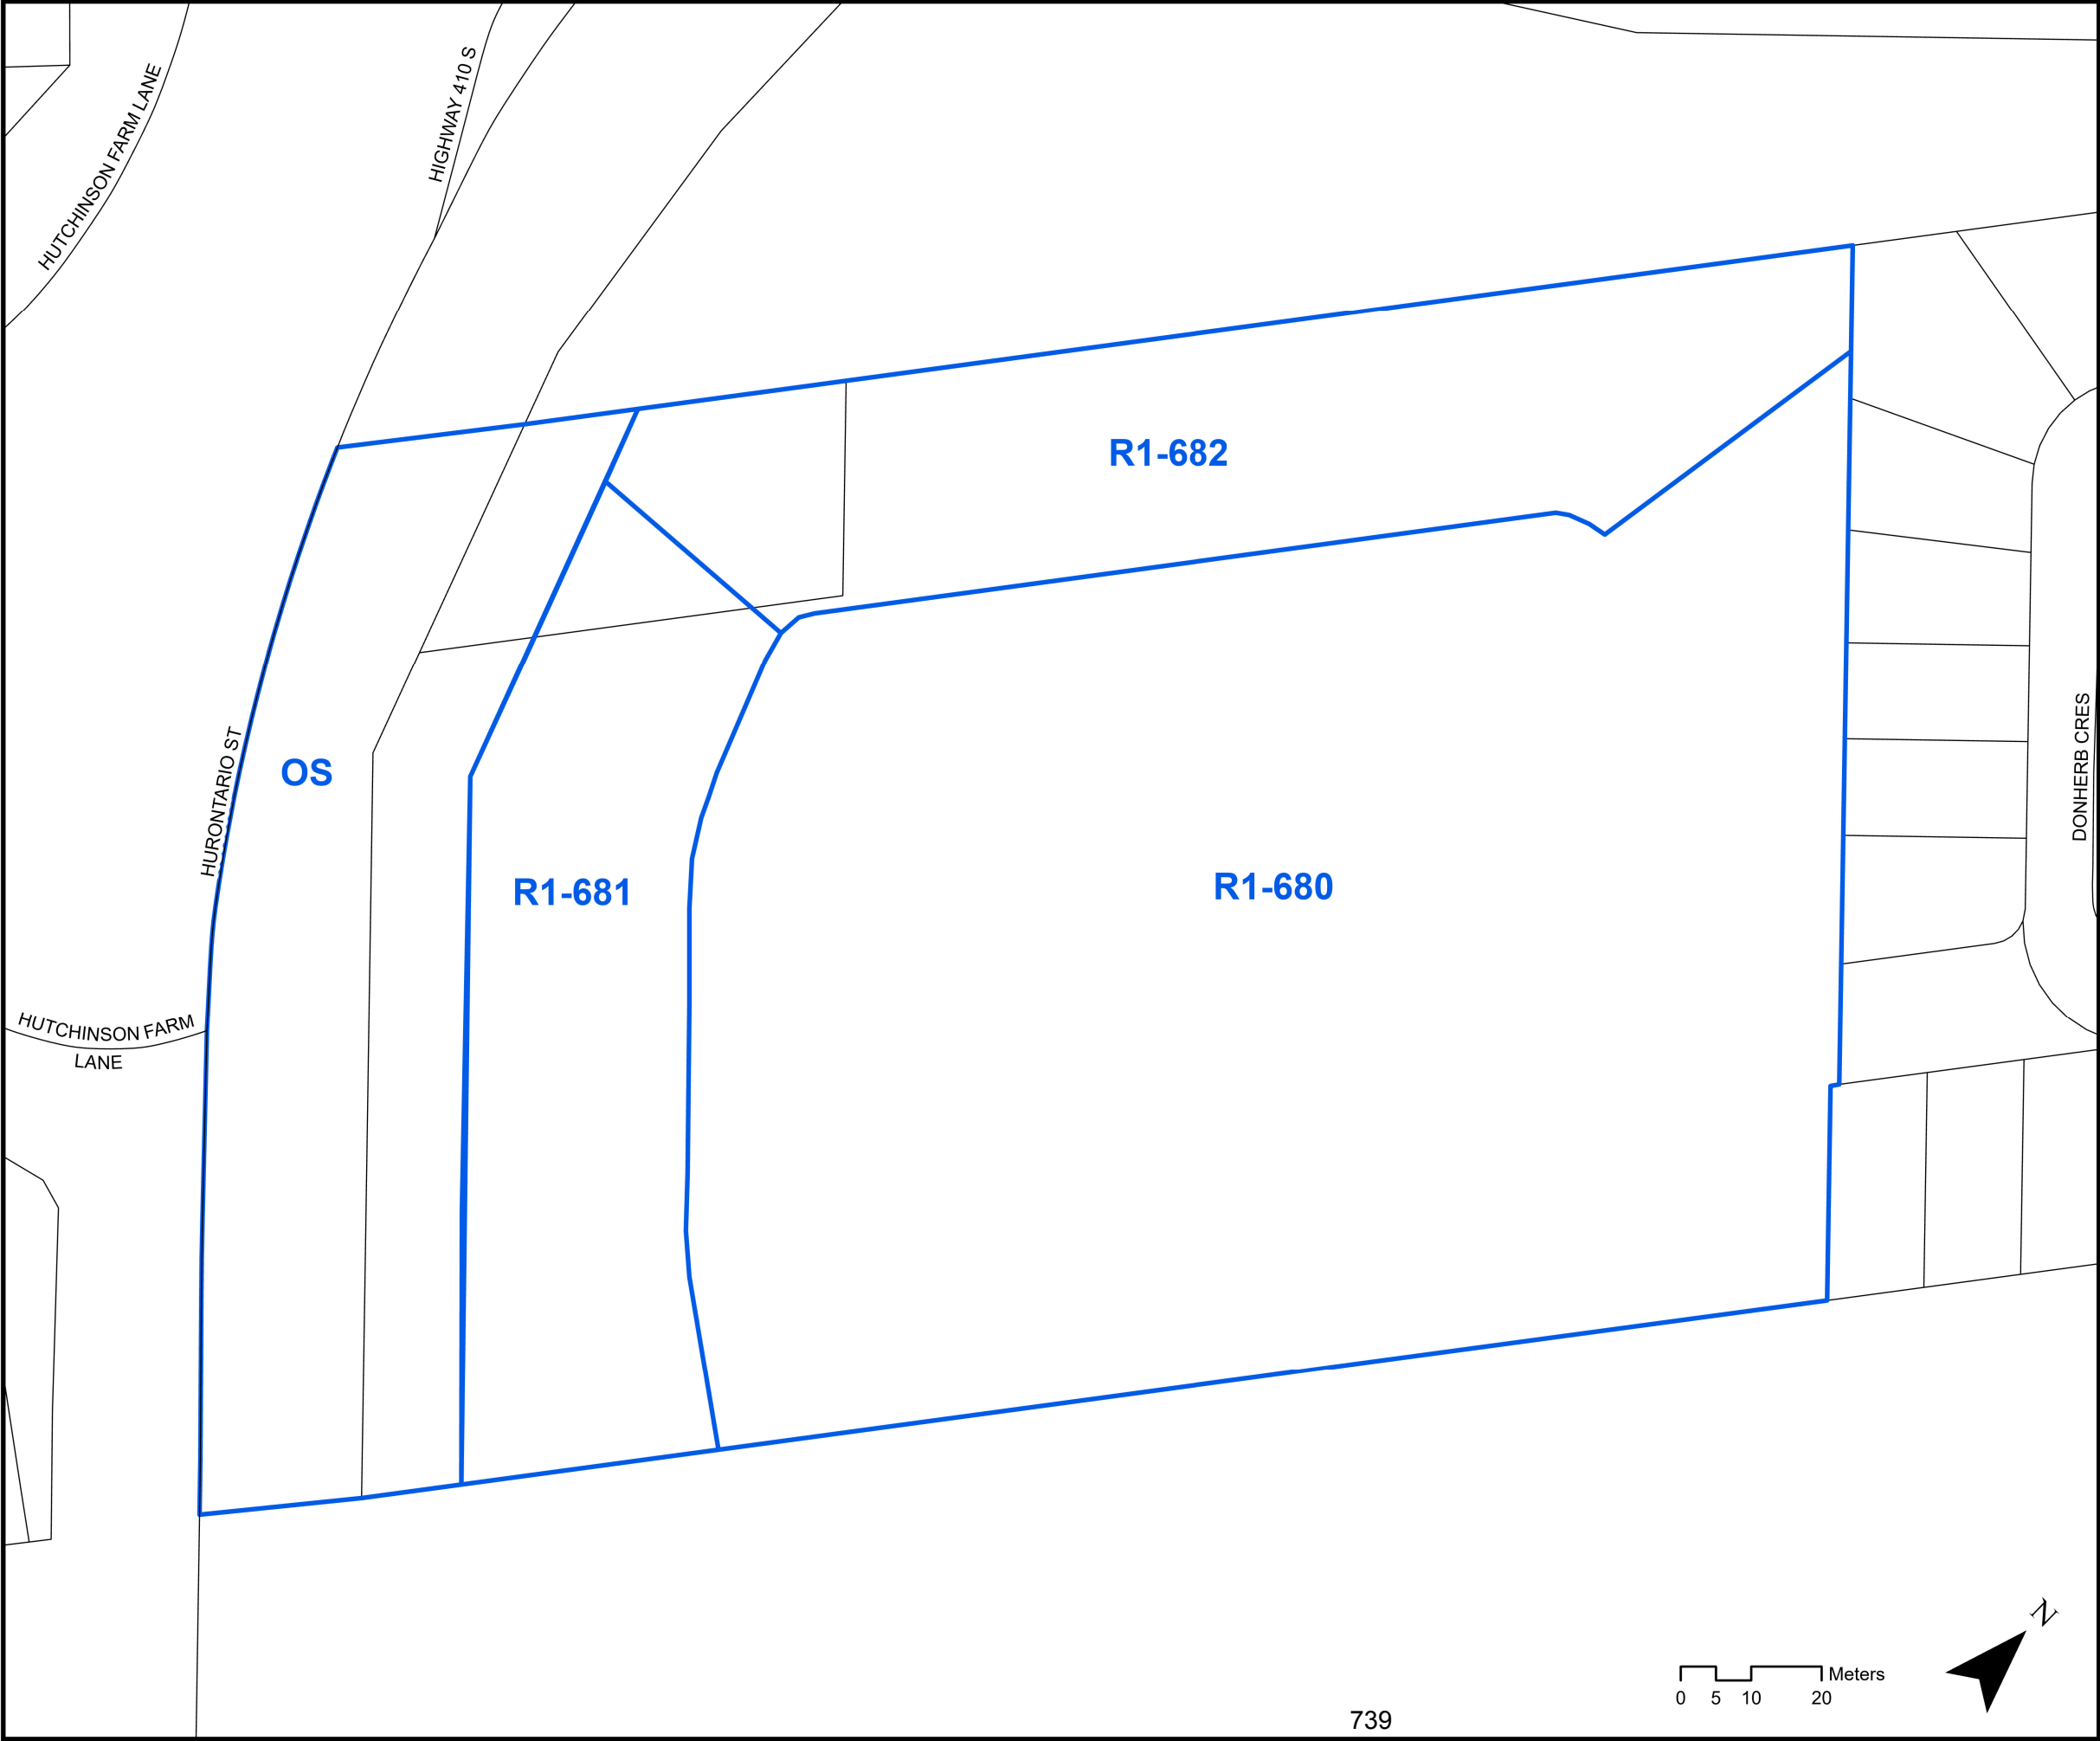 HUTCHINSON FARM LANE
HIGHWAY 410 S
R1-682
HURONTARIO ST
OS
DONHERB CRES
R1-681
R1-680
HUTCHINSON FARM
LANE
N
Meters
0 5 10 20
739